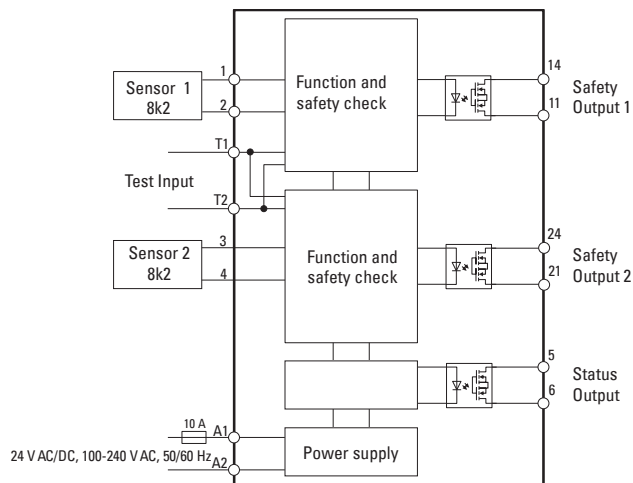 1
Sensor 1
8k2
2
Function and
safety check
14
11
Safety
Output 1
T1
Test Input
T2
3
Sensor 2
8k2
4
Function and
safety check
24
21
Safety
Output 2
5
6
Status
Output
10 A
A1
24 V AC/DC, 100-240 V AC, 50/60 Hz
A2
Power supply